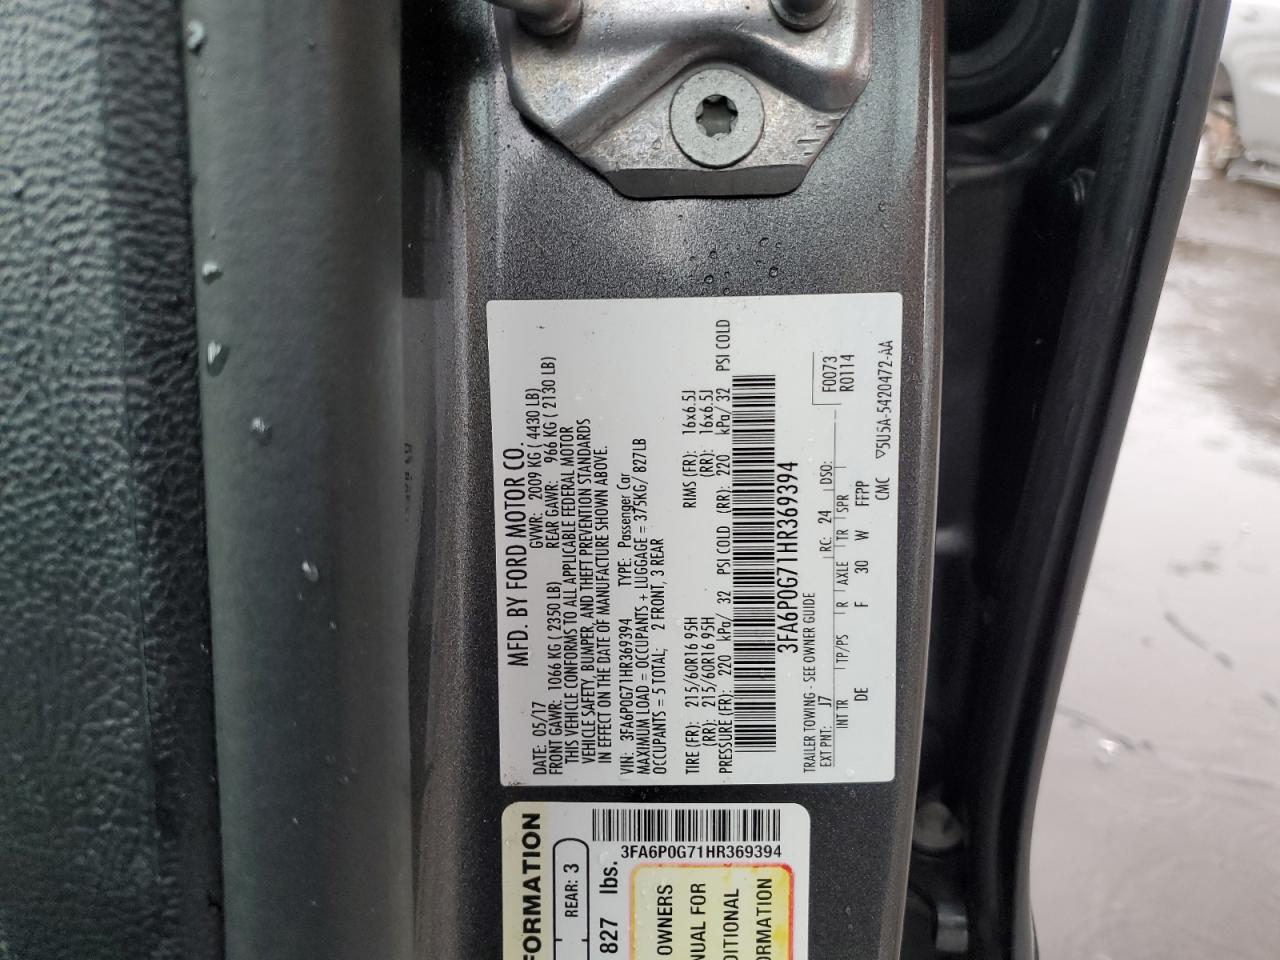 MFD. BY FORD MOTOR CO.
DATE: 05/17 GVWR: 2009 KG ( 4430 LB)
FRONT GAWR: 1066 KG ( 2350 LB) REAR GAWR: 966 KG ( 2130 LB)
THIS VEHICLE CONFORMS TO ALL APPLICABLE FEDERAL MOTOR
VEHICLE SAFETY, BUMPER, AND THEFT PREVENTION STANDARDS
IN EFFECT ON THE DATE OF MANUFACTURE SHOWN ABOVE.
VIN: 3FA6P0G71HR369394 TYPE: Passenger Car
MAXIMUM LOAD = OCCUPANTS + LUGGAGE = 375KG/ 827LB
OCCUPANTS = 5 TOTAL: 2 FRONT, 3 REAR
TIRE (FR): 215/60R16 95H RIMS (FR): 16x6.5J
(RR): 215/60R16 95H (RR): 16x6.5J
PRESSURE (FR): 220 kPa/ 32 PSI COLD (RR): 220 kPa/ 32 PSI COLD
3FA6P0G71HR369394
TRAILER TOWING - SEE OWNER GUIDE
F0073
EXT PNT: J7 RC: 24 DSO: R0114
INT TR TP/PS R AXLE TR SPR
DE F 30 W FFPP
CMC ▽5U5A-5420472-AA
FORMATION
REAR: 3
827 lbs.
3FA6P0G71HR369394
OWNERS
NUAL FOR
DITIONAL
ORMATION